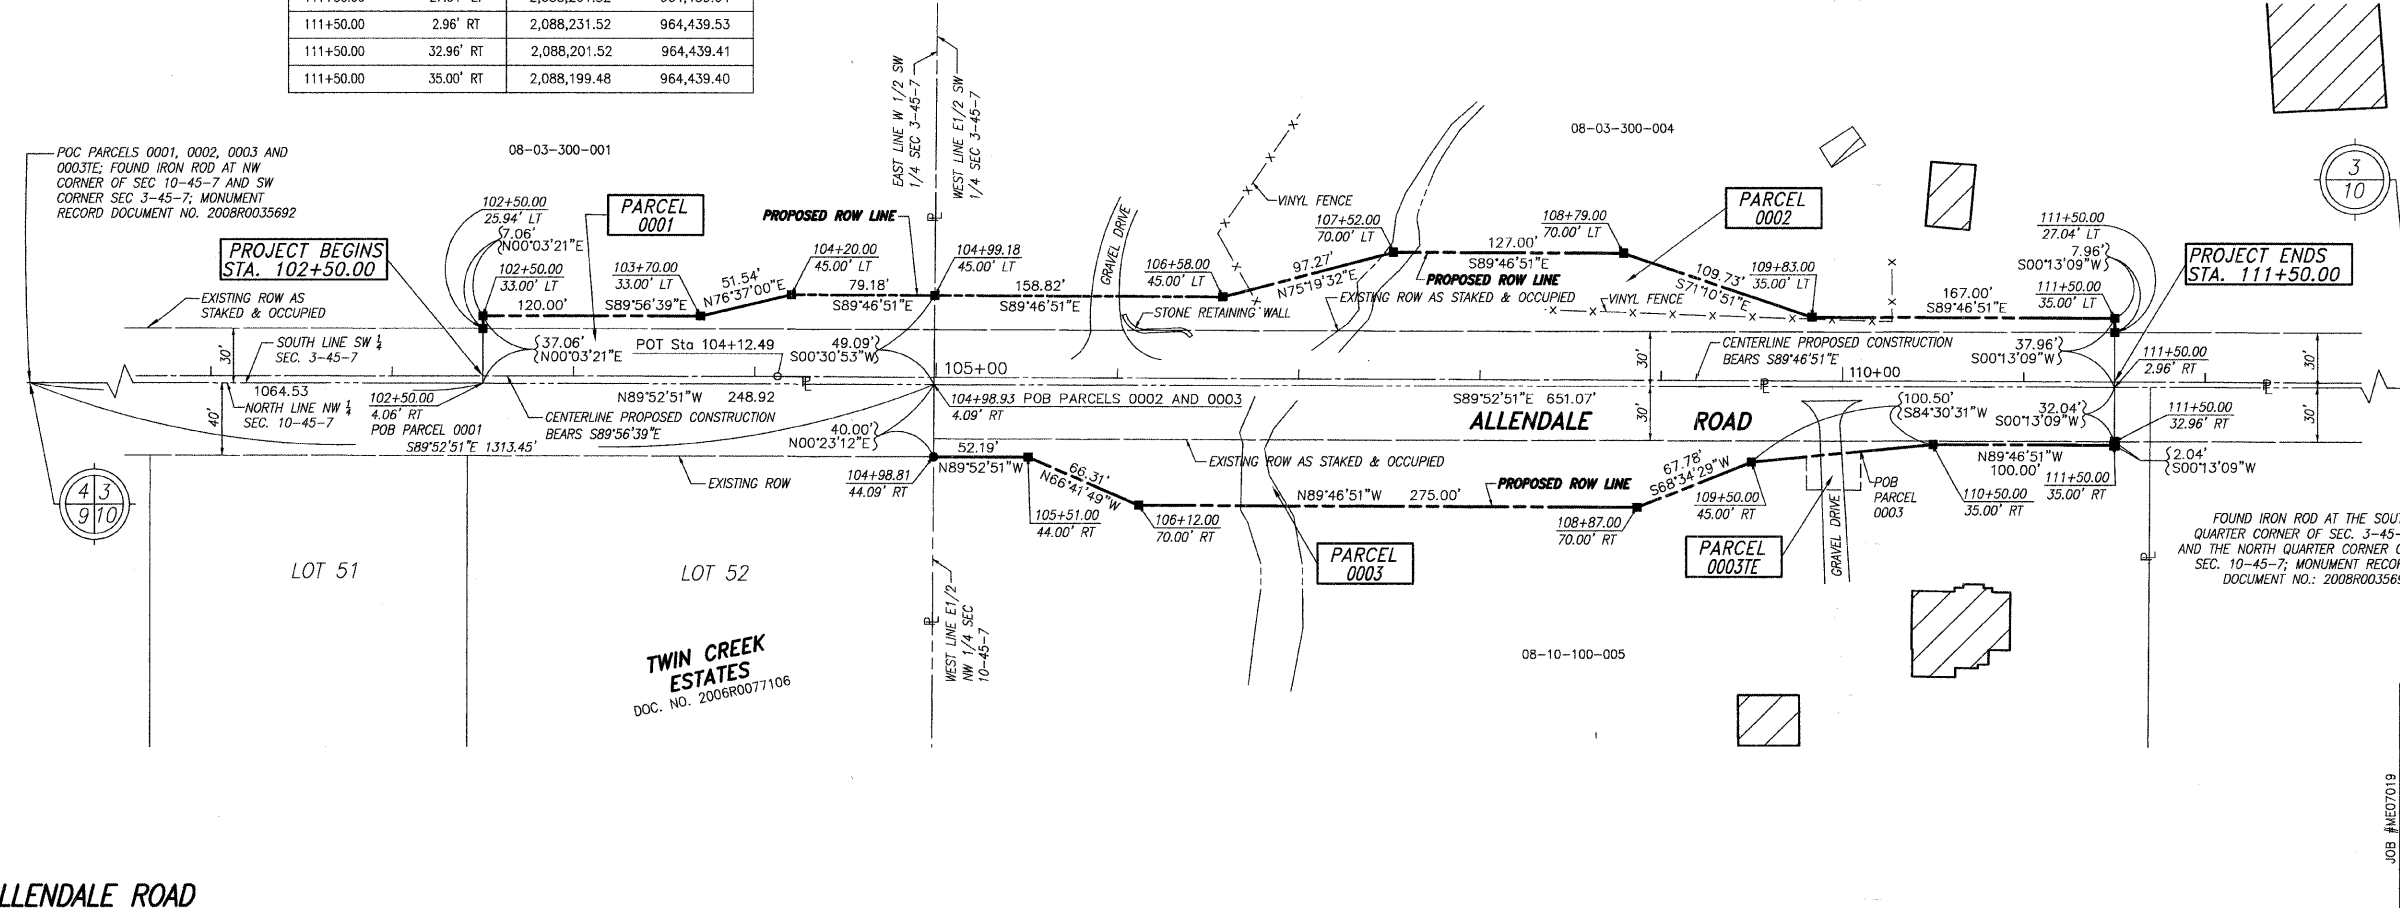 111+50.00 2.96' RT 2,088,231.52 964,439.53
111+50.00 32.96' RT 2,088,201.52 964,439.41
111+50.00 35.00' RT 2,088,199.48 964,439.40
POC PARCELS 0001, 0002, 0003 AND
0003TE; FOUND IRON ROD AT NW
CORNER OF SEC 10-45-7 AND SW
CORNER SEC 3-45-7; MONUMENT
RECORD DOCUMENT NO. 2008R0035692
08-03-300-001
EAST LINE W 1/2 SW
1/4 SEC 3-45-7
WEST LINE E1/2 SW
1/4 SEC 3-45-7
08-03-300-004
3
10
PROJECT BEGINS
STA. 102+50.00
102+50.00
25.94' LT
7.06'
N00°03'21"E
102+50.00
33.00' LT
PARCEL
0001
PROPOSED ROW LINE
103+70.00
33.00' LT
51.54'
N76°37'00"E
104+20.00
45.00' LT
104+99.18
45.00' LT
GRAVEL DRIVE
106+58.00
45.00' LT
VINYL FENCE
107+52.00
70.00' LT
108+79.00
70.00' LT
PARCEL
0002
111+50.00
27.04' LT
7.96'
S00°13'09"W
111+50.00
35.00' LT
PROJECT ENDS
STA. 111+50.00
120.00'
S89°56'39"E
79.18'
S89°46'51"E
158.82'
S89°46'51"E
97.27'
N75°19'32"E
127.00'
S89°46'51"E
PROPOSED ROW LINE
109.73'
S71°10'51"E
109+83.00
35.00' LT
167.00'
S89°46'51"E
EXISTING ROW AS
STAKED & OCCUPIED
STONE RETAINING WALL
EXISTING ROW AS STAKED & OCCUPIED
VINYL FENCE
30'
SOUTH LINE SW 1/4
SEC. 3-45-7
37.06'
N00°03'21"E
POT Sta 104+12.49
49.09'
S00°30'53"W
105+00
30'
CENTERLINE PROPOSED CONSTRUCTION
BEARS S89°46'51"E
37.96'
S00°13'09"W
111+50.00
2.96' RT
30'
110+00
1064.53
NORTH LINE NW 1/4
SEC. 10-45-7
40'
102+50.00
4.06' RT
POB PARCEL 0001
N89°52'51"W 248.92
CENTERLINE PROPOSED CONSTRUCTION
BEARS S89°56'39"E
S89°52'51"E 1313.45'
104+98.93 POB PARCELS 0002 AND 0003
4.09' RT
S89°52'51"E 651.07'
30'
ALLENDALE ROAD
100.50'
S84°30'31"W
32.04'
S00°13'09"W
111+50.00
32.96' RT
30'
40.00'
N00°23'12"E
EXISTING ROW
104+98.81
44.09' RT
52.19'
N89°52'51"W
EXISTING ROW AS STAKED & OCCUPIED
66.31'
N66°41'49"W
105+51.00
44.00' RT
106+12.00
70.00' RT
N89°46'51"W 275.00'
PROPOSED ROW LINE
108+87.00
70.00' RT
67.78'
S68°34'29"W
109+50.00
45.00' RT
GRAVEL DRIVE
POB
PARCEL
0003
N89°46'51"W
100.00'
110+50.00
35.00' RT
111+50.00
35.00' RT
2.04'
S00°13'09"W
4 3
9 10
PARCEL
0003
PARCEL
0003TE
FOUND IRON ROD AT THE SOUT
QUARTER CORNER OF SEC. 3-45-
AND THE NORTH QUARTER CORNER O
SEC. 10-45-7; MONUMENT RECOR
DOCUMENT NO.: 2008R003569
LOT 51
LOT 52
WEST LINE E1/2
NW 1/4 SEC
10-45-7
TWIN CREEK
ESTATES
DOC. NO. 2006R0077106
08-10-100-005
JOB #ME07019
LLENDALE ROAD